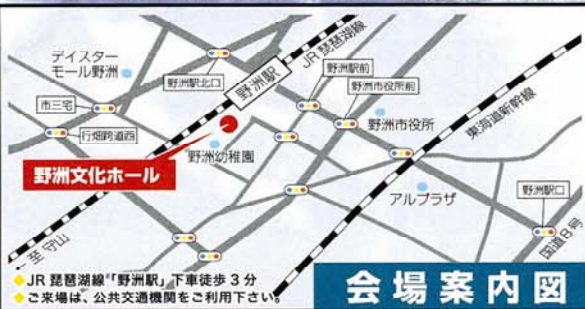 デイスター
モール野洲
野洲駅北口
野洲駅
JR琵琶湖線
野洲駅前
野洲市役所前
市三宅
行畑跨道西
野洲市役所
東海道新幹線
野洲文化ホール
野洲幼稚園
アルプラザ
野洲駅口
国道8号
至守山
◆JR琵琶湖線「野洲駅」下車徒歩3分
◆ご来場は、公共交通機関をご利用下さい。
会場案内図